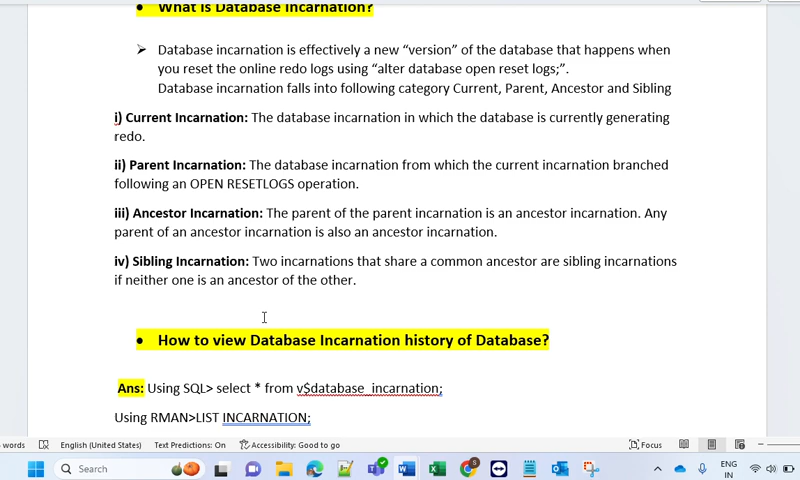 What is Database Incarnation?
Database incarnation is effectively a new “version” of the database that happens when
you reset the online redo logs using “alter database open reset logs;”.
Database incarnation falls into following category Current, Parent, Ancestor and Sibling
i) Current Incarnation: The database incarnation in which the database is currently generating
redo.
ii) Parent Incarnation: The database incarnation from which the current incarnation branched
following an OPEN RESETLOGS operation.
iii) Ancestor Incarnation: The parent of the parent incarnation is an ancestor incarnation. Any
parent of an ancestor incarnation is also an ancestor incarnation.
iv) Sibling Incarnation: Two incarnations that share a common ancestor are sibling incarnations
if neither one is an ancestor of the other.
How to view Database Incarnation history of Database?
Ans: Using SQL> select * from v$database_incarnation;
Using RMAN>LIST INCARNATION;
words English (United States) Text Predictions: On Accessibility: Good to go Focus
Search ENG
IN